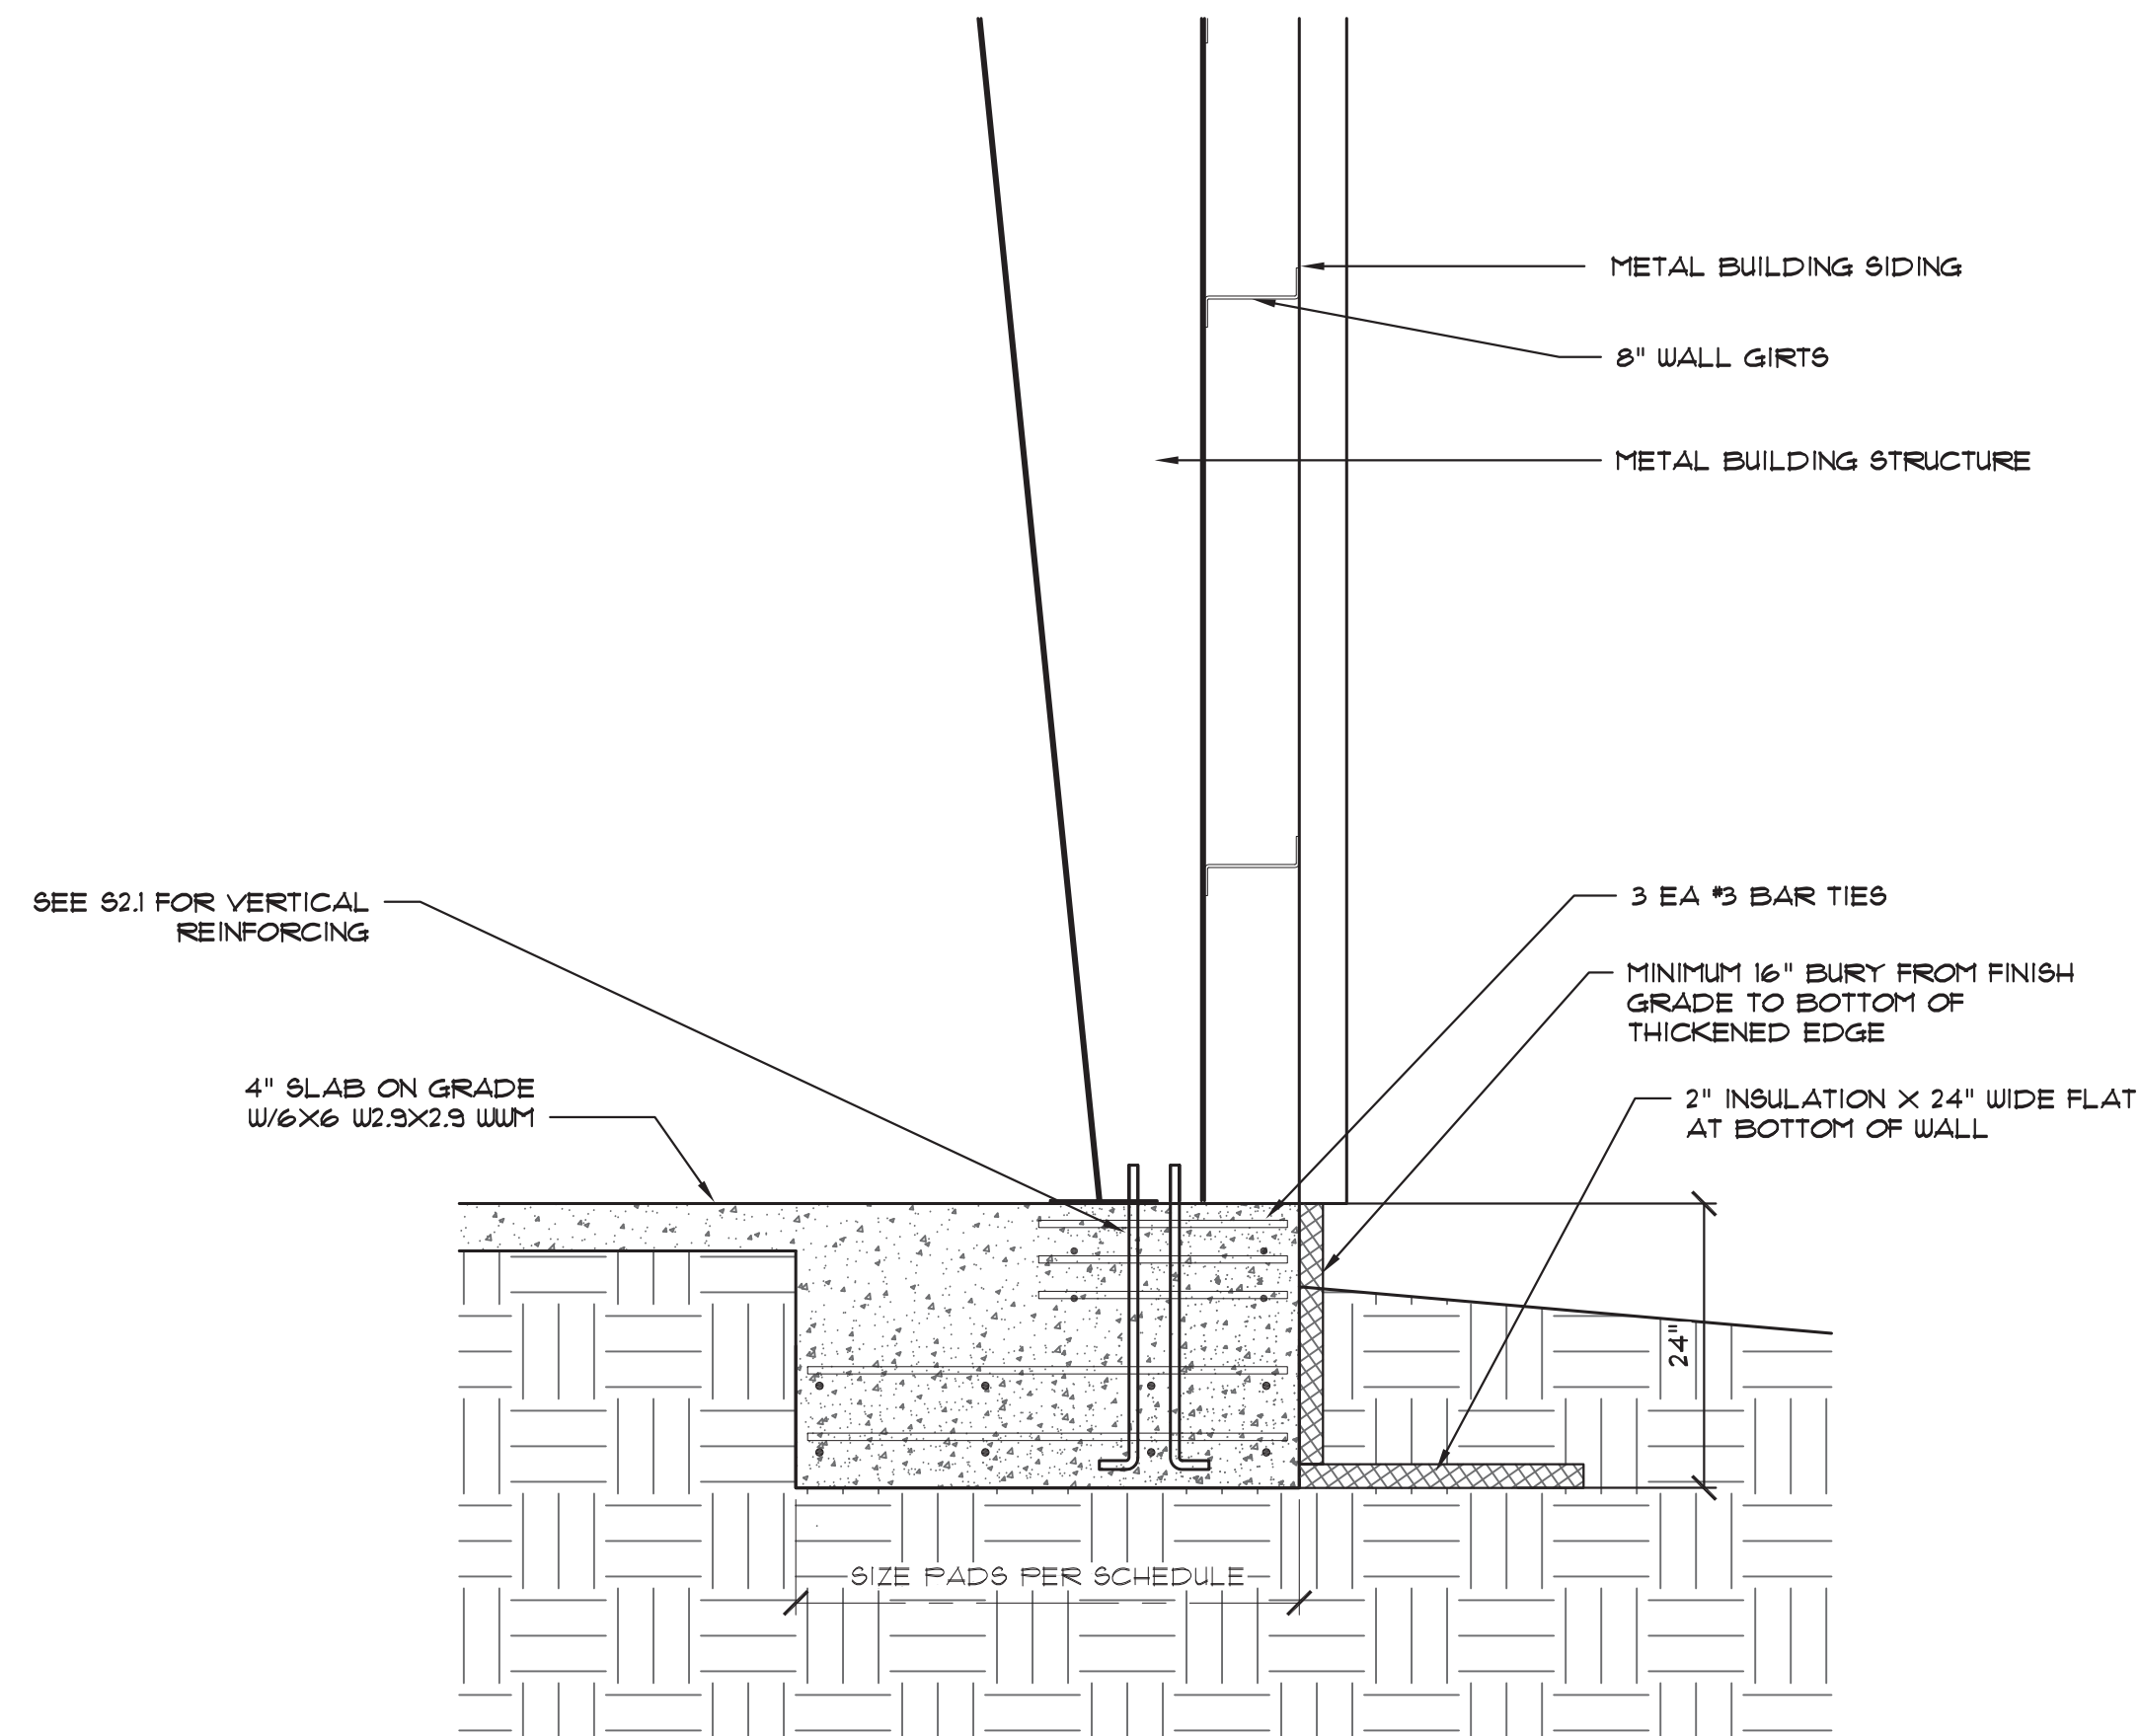 METAL BUILDING SIDING
8" WALL GIRTS
METAL BUILDING STRUCTURE
SEE S2.1 FOR VERTICAL
REINFORCING
3 EA #3 BAR TIES
MINIMUM 16" BURY FROM FINISH
GRADE TO BOTTOM OF
THICKENED EDGE
4" SLAB ON GRADE
W/6X6 W2.9X2.9 WWM
2" INSULATION X 24" WIDE FLAT
AT BOTTOM OF WALL
24"
SIZE PADS PER SCHEDULE